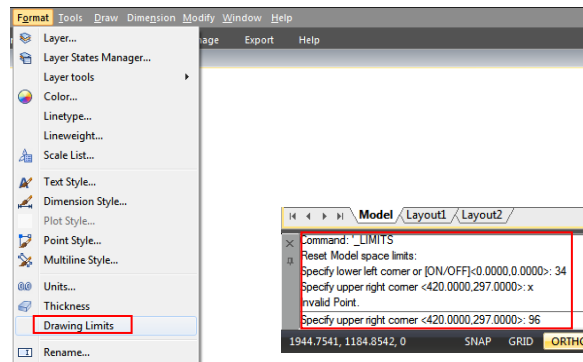 Format Tools Draw Dimension Modify Window Help
Export Help
Layer...
Layer States Manager...
Layer tools
Color...
Linetype...
Lineweight...
Scale List...
Text Style...
Dimension Style...
Plot Style...
Point Style...
Multiline Style...
Units...
Thickness
Drawing Limits
Rename...
Model Layout1 Layout2
Command: '_LIMITS
Reset Model space limits:
Specify lower left corner or [ON/OFF]<0.0000,0.0000>: 34
Specify upper right corner <420.0000,297.0000>: x
Invalid Point.
Specify upper right corner <420.0000,297.0000>: 96
1944.7541, 1184.8542, 0 SNAP GRID ORTHO